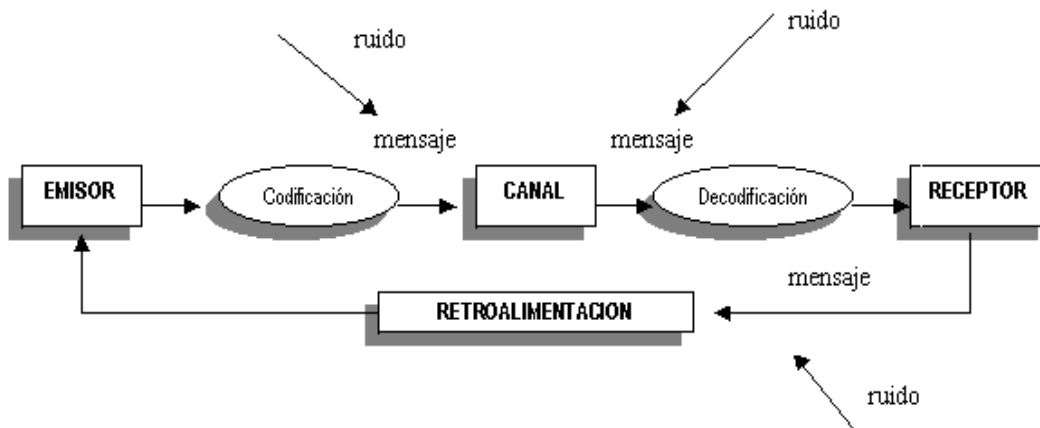 ruido
ruido
mensaje
mensaje
EMISOR
Codificación
CANAL
Decodificación
RECEPTOR
mensaje
RETROALIMENTACION
ruido